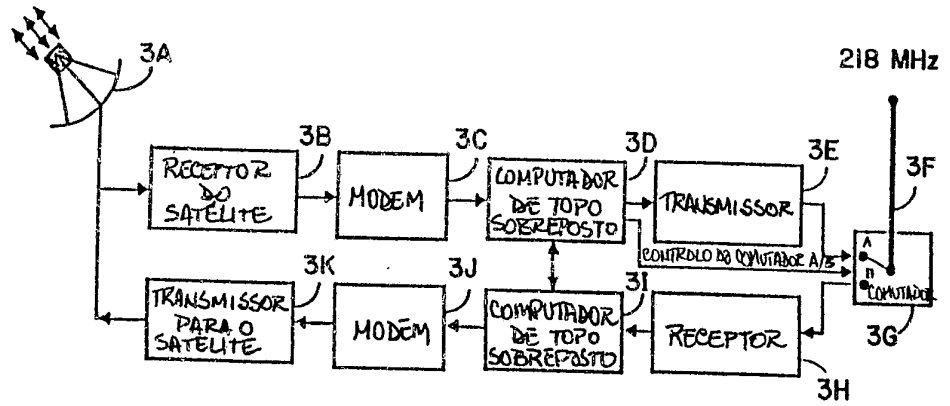 3A
218 MHz
3B
3C
3D
3E
3F
RECEPTOR
DO
SATÉLITE
MODEM
COMPUTADOR
DE TOPO
SOBREPOSTO
TRANSMISSOR
CONTROLO DO COMUTADOR A/B
A
B
COMUTADOR
3G
3K
3J
3I
TRANSMISSOR
PARA O
SATÉLITE
MODEM
COMPUTADOR
DE TOPO
SOBREPOSTO
RECEPTOR
3H